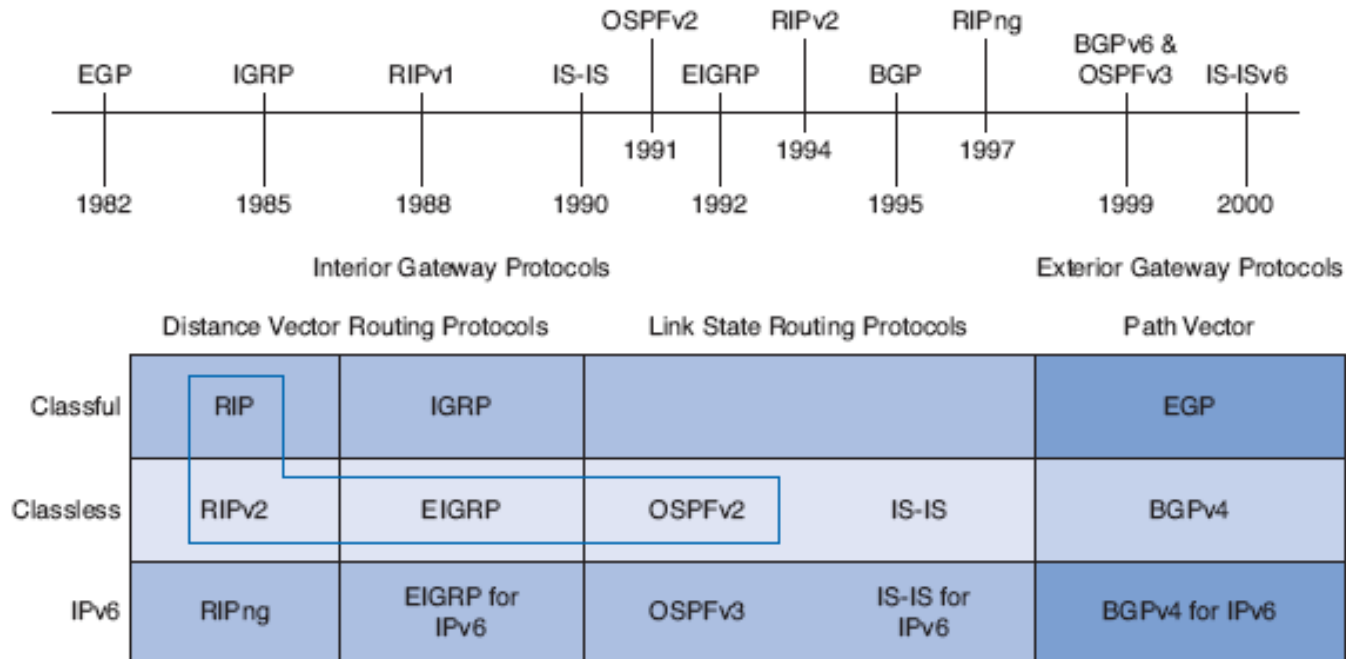 OSPFv2 RIPv2 RIPng
EGP IGRP RIPv1 IS-IS EIGRP BGP BGPv6 &
OSPFv3 IS-ISv6
1991 1994 1997
1982 1985 1988 1990 1992 1995 1999 2000
Interior Gateway Protocols Exterior Gateway Protocols
Distance Vector Routing Protocols Link State Routing Protocols Path Vector
Classful RIP IGRP EGP
Classless RIPv2 EIGRP OSPFv2 IS-IS BGPv4
IPv6 RIPng EIGRP for
IPv6 OSPFv3 IS-IS for
IPv6 BGPv4 for IPv6